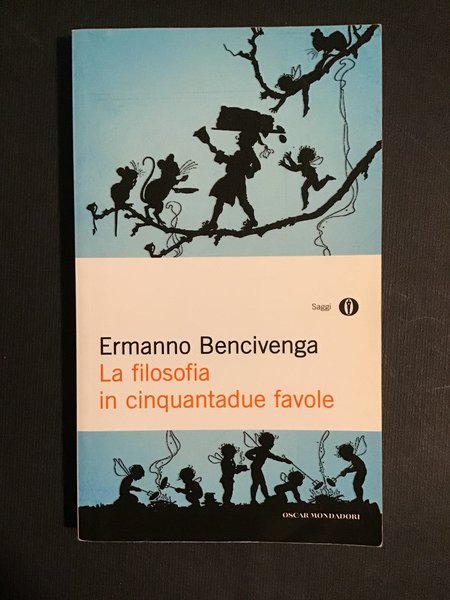 Saggi
Ermanno Bencivenga
La filosofia
in cinquantadue favole
OSCAR MONDADORI